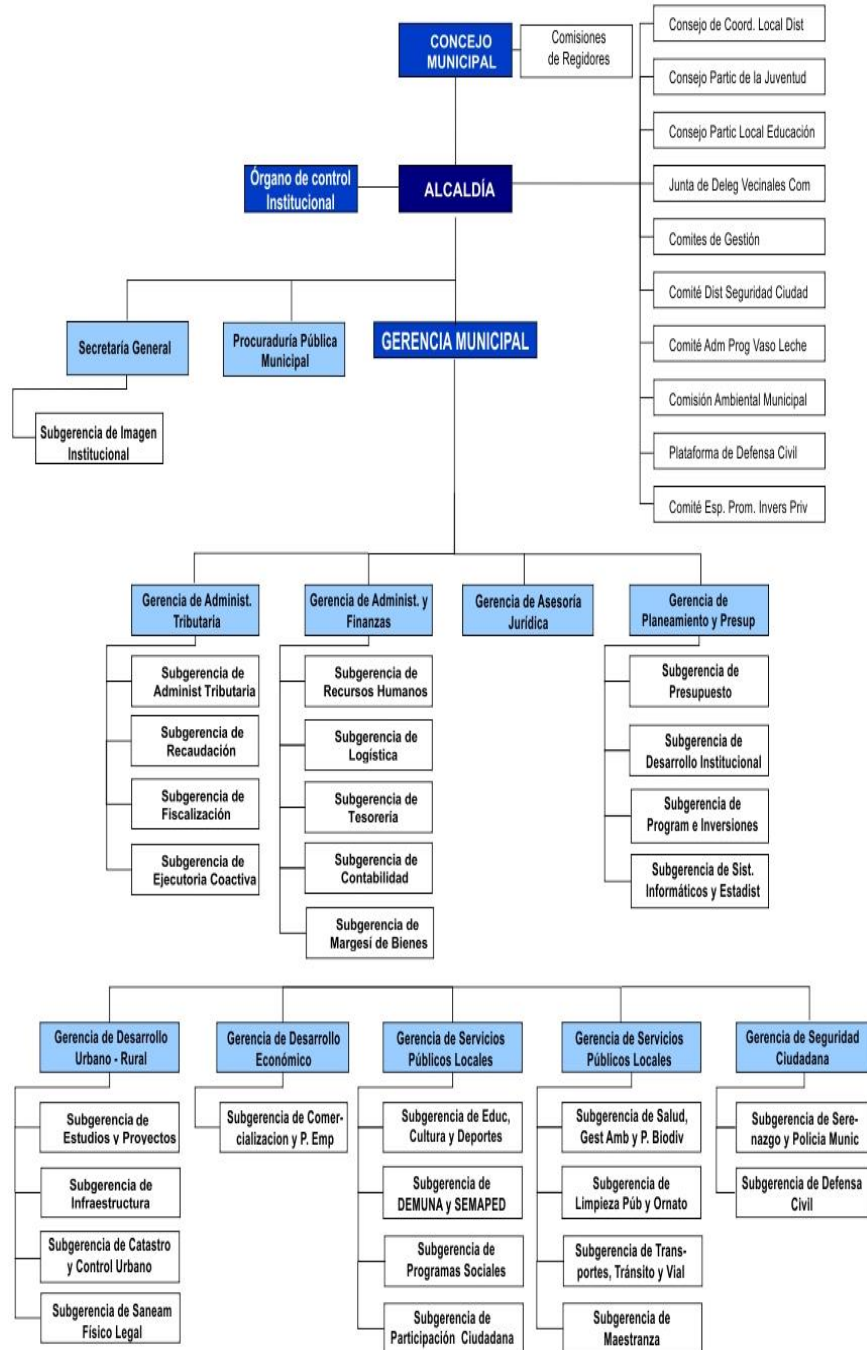 CONCEJO
MUNICIPAL
Comisiones
de Regidores
Consejo de Coord. Local Dist
Consejo Partic de la Juventud
Consejo Partic Local Educación
Junta de Deleg Vecinales Com
Comites de Gestión
Comité Dist Seguridad Ciudad
Comité Adm Prog Vaso Leche
Comisión Ambiental Municipal
Plataforma de Defensa Civil
Comité Esp. Prom. Invers Priv
Órgano de control
Institucional
ALCALDÍA
Secretaría General
Procuraduría Pública
Municipal
GERENCIA MUNICIPAL
Subgerencia de Imagen
Institucional
Gerencia de Administ.
Tributaria
Subgerencia de
Administ Tributaria
Subgerencia de
Recaudación
Subgerencia de
Fiscalización
Subgerencia de
Ejecutoria Coactiva
Gerencia de Administ. y
Finanzas
Subgerencia de
Recursos Humanos
Subgerencia de
Logística
Subgerencia de
Tesorería
Subgerencia de
Contabilidad
Subgerencia de
Margesí de Bienes
Gerencia de Asesoría
Jurídica
Gerencia de
Planeamiento y Presup
Subgerencia de
Presupuesto
Subgerencia de
Desarrollo Institucional
Subgerencia de
Program e Inversiones
Subgerencia de Sist.
Informáticos y Estadist
Gerencia de Desarrollo
Urbano - Rural
Subgerencia de
Estudios y Proyectos
Subgerencia de
Infraestructura
Subgerencia de Catastro
y Control Urbano
Subgerencia de Saneam
Físico Legal
Gerencia de Desarrollo
Económico
Subgerencia de Comer-
cializacion y P. Emp
Gerencia de Servicios
Públicos Locales
Subgerencia de Educ,
Cultura y Deportes
Subgerencia de
DEMUNA y SEMAPED
Subgerencia de
Programas Sociales
Subgerencia de
Participación Ciudadana
Gerencia de Servicios
Públicos Locales
Subgerencia de Salud,
Gest Amb y P. Biodiv
Subgerencia de
Limpieza Púb y Ornato
Subgerencia de Trans-
portes, Tránsito y Vial
Subgerencia de
Maestranza
Gerencia de Seguridad
Ciudadana
Subgerencia de Sere-
nazgo y Policia Munic
Subgerencia de Defensa
Civil